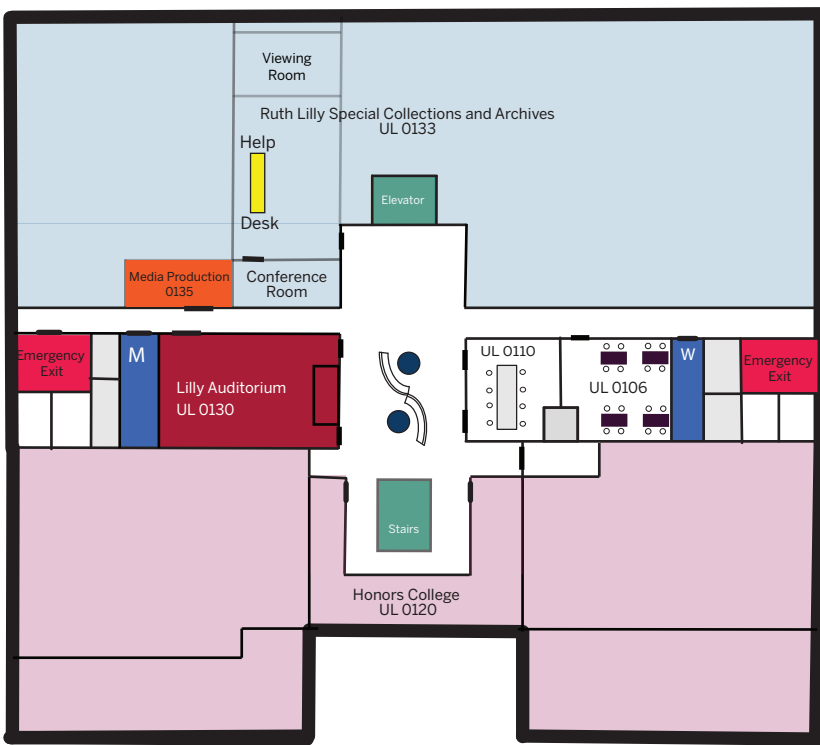 Viewing
Room
Ruth Lilly Special Collections and Archives
UL 0133
Help
Desk
Elevator
Media Production
0135
Conference
Room
Emergency
Exit
M
Lilly Auditorium
UL 0130
UL 0110
UL 0106
W
Emergency
Exit
Stairs
Honors College
UL 0120